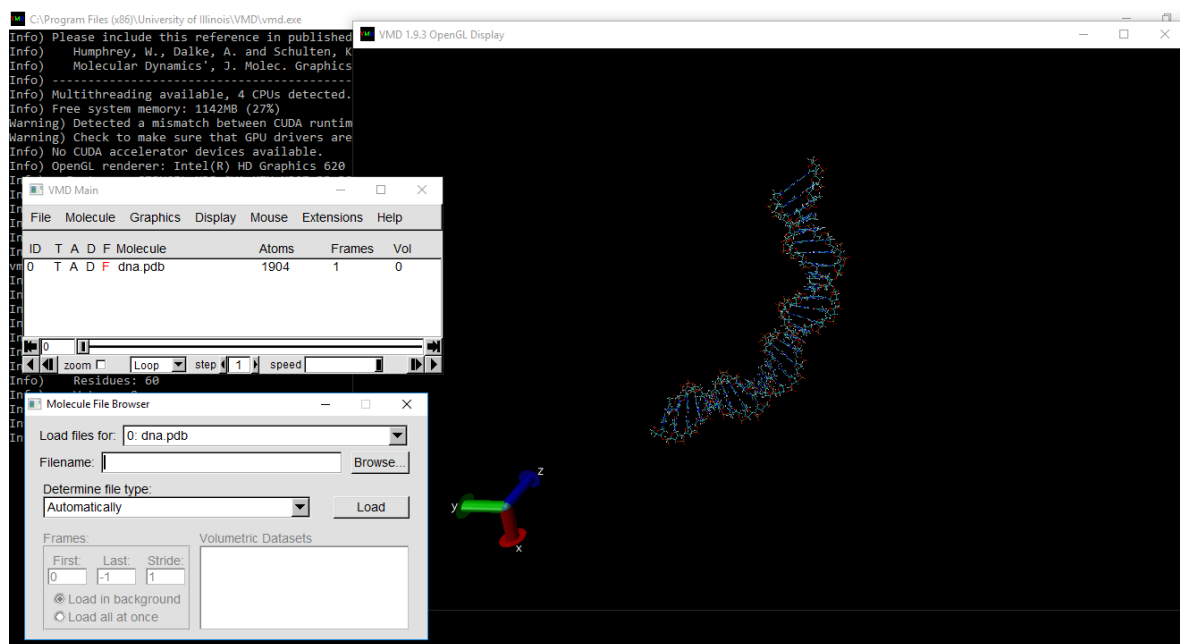 C:\Program Files (x86)\University of Illinois\VMD\vmd.exe
Info) Please include this reference in published
Info) Humphrey, W., Dalke, A. and Schulten, K
Info) Molecular Dynamics', J. Molec. Graphics
Info) ------------------------------------------
Info) Multithreading available, 4 CPUs detected.
Info) Free system memory: 1142MB (27%)
Warning) Detected a mismatch between CUDA runtim
Warning) Check to make sure that GPU drivers are
Info) No CUDA accelerator devices available.
Info) OpenGL renderer: Intel(R) HD Graphics 620
VMD 1.9.3 OpenGL Display
VMD Main
File Molecule Graphics Display Mouse Extensions Help
ID T A D F Molecule Atoms Frames Vol
0 T A D F dna.pdb 1904 1 0
0
zoom Loop step 1 speed
Info) Residues: 60
Molecule File Browser
Load files for: 0: dna.pdb
Filename: Browse...
Determine file type:
Automatically Load
Frames: Volumetric Datasets
First: Last: Stride:
0 -1 1
Load in background
Load all at once
z
y
x